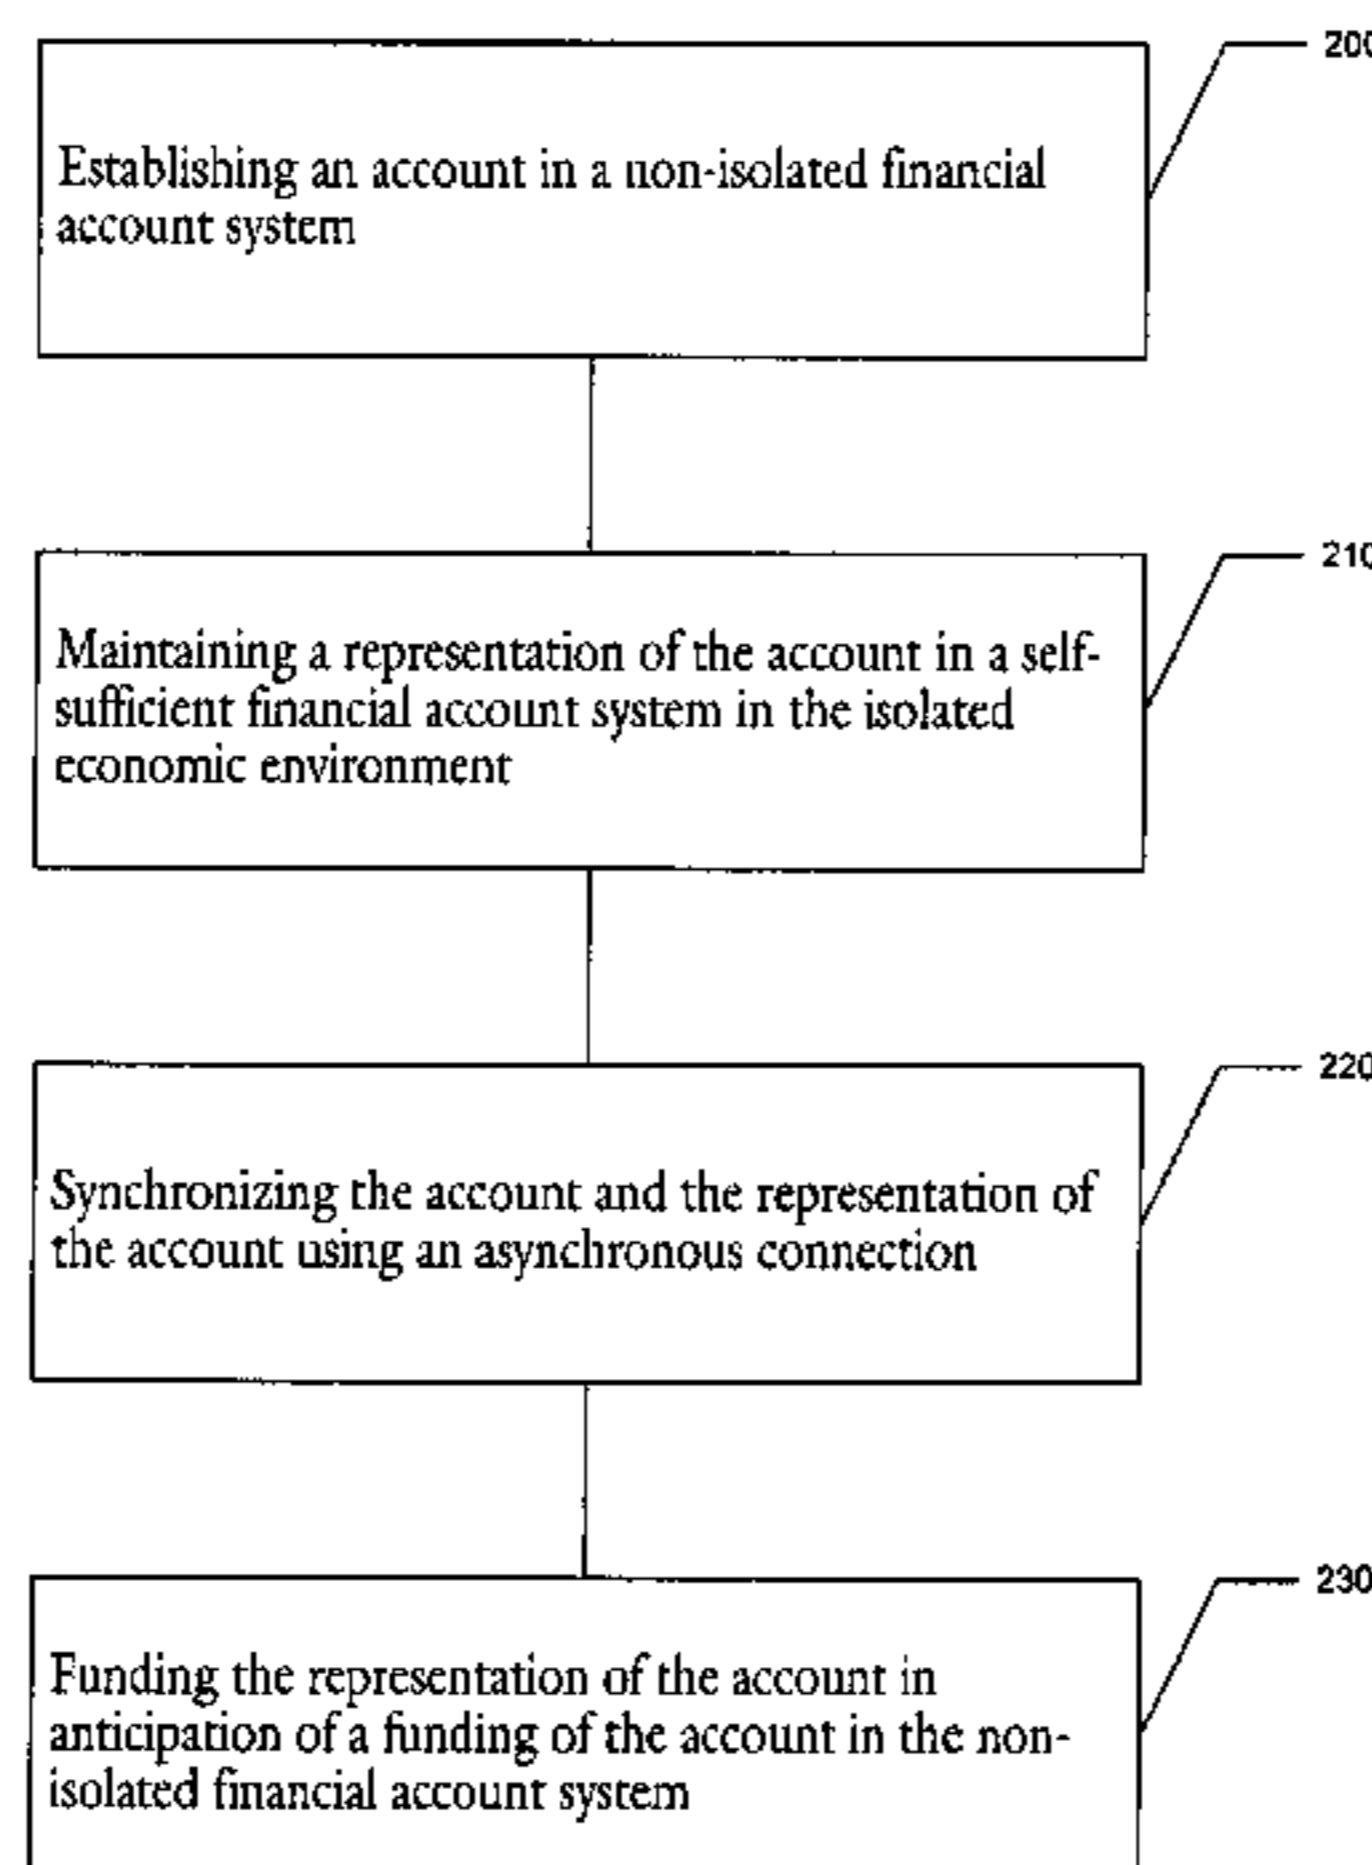 200
Establishing an account in a non-isolated financial
account system
210
Maintaining a representation of the account in a self-
sufficient financial account system in the isolated
economic environment
220
Synchronizing the account and the representation of
the account using an asynchronous connection
230
Funding the representation of the account in
anticipation of a funding of the account in the non-
isolated financial account system